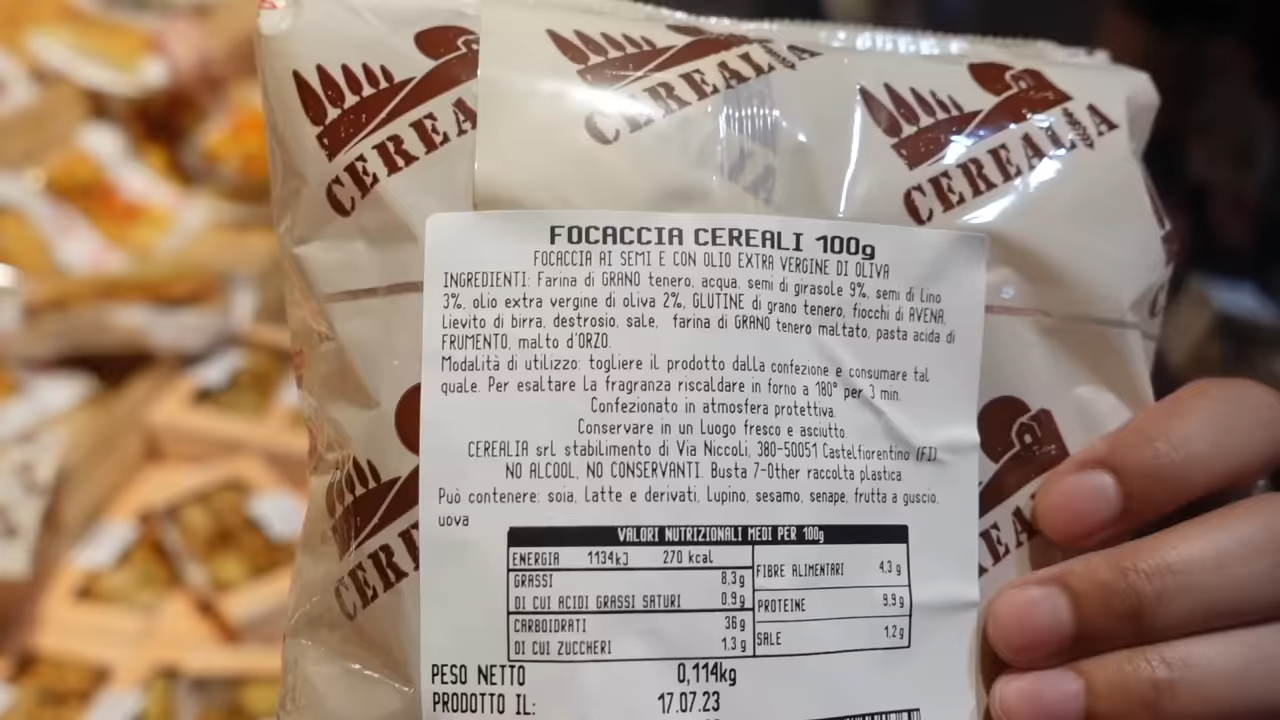 CEREA
CEREALIA
CEREALIA
FOCACCIA CEREALI 100g
FOCACCIA AI SEMI E CON OLIO EXTRA VERGINE DI OLIVA
INGREDIENTI: Farina di GRANO tenero, acqua, semi di girasole 9%, semi di lino
3%, olio extra vergine di oliva 2%, GLUTINE di grano tenero, fiocchi di AVENA,
lievito di birra, destrosio, sale, farina di GRANO tenero maltato, pasta acida di
FRUMENTO, malto d'ORZO.
Modalità di utilizzo: togliere il prodotto dalla confezione e consumare tal
quale. Per esaltare la fragranza riscaldare in forno a 180° per 3 min.
Confezionato in atmosfera protettiva.
Conservare in un luogo fresco e asciutto.
CEREALIA srl stabilimento di Via Niccoli, 380-50051 Castelfiorentino (FI)
NO ALCOOL, NO CONSERVANTI. Busta 7-Other raccolta plastica
Può contenere: soia, latte e derivati, lupino, sesamo, senape, frutta a guscio,
uova
VALORI NUTRIZIONALI MEDI PER 100g
ENERGIA 1134kJ 270 kcal
GRASSI 8,3g
DI CUI ACIDI GRASSI SATURI 0.9g
CARBOIDRATI 36g
DI CUI ZUCCHERI 1,3g
FIBRE ALIMENTARI 4,3 g
PROTEINE 9,9 g
SALE 1,2 g
PESO NETTO 0,114kg
PRODOTTO IL: 17.07.23
CERE
REA